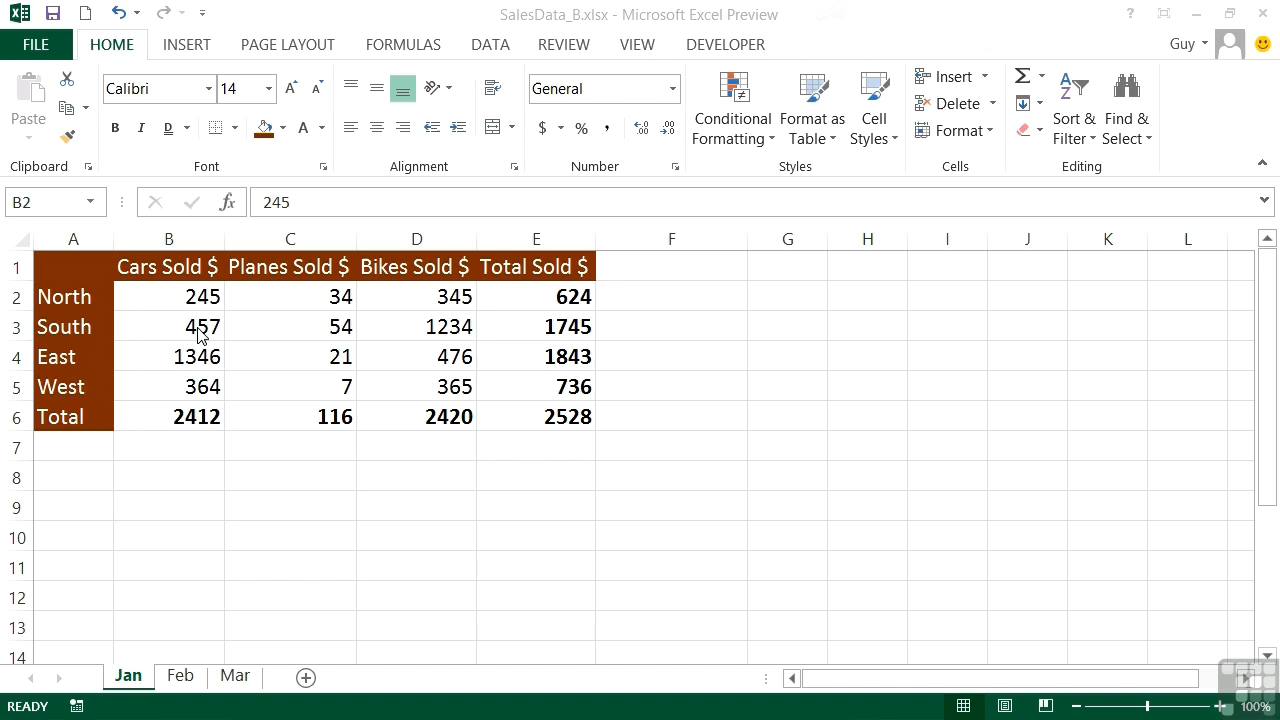 SalesData_B.xlsx - Microsoft Excel Preview
FILE HOME INSERT PAGE LAYOUT FORMULAS DATA REVIEW VIEW DEVELOPER Guy
Calibri 14 General
Paste
B I D $ % ,
Conditional Formatting
Format as Table
Cell Styles
Insert
Delete
Format
Sort & Filter
Find & Select
Clipboard Font Alignment Number Styles Cells Editing
B2 fx 245
A B C D E F G H I J K L
1 Cars Sold $ Planes Sold $ Bikes Sold $ Total Sold $
2 North 245 34 345 624
3 South 457 54 1234 1745
4 East 1346 21 476 1843
5 West 364 7 365 736
6 Total 2412 116 2420 2528
7
8
9
10
11
12
13
14
Jan Feb Mar
READY 100%